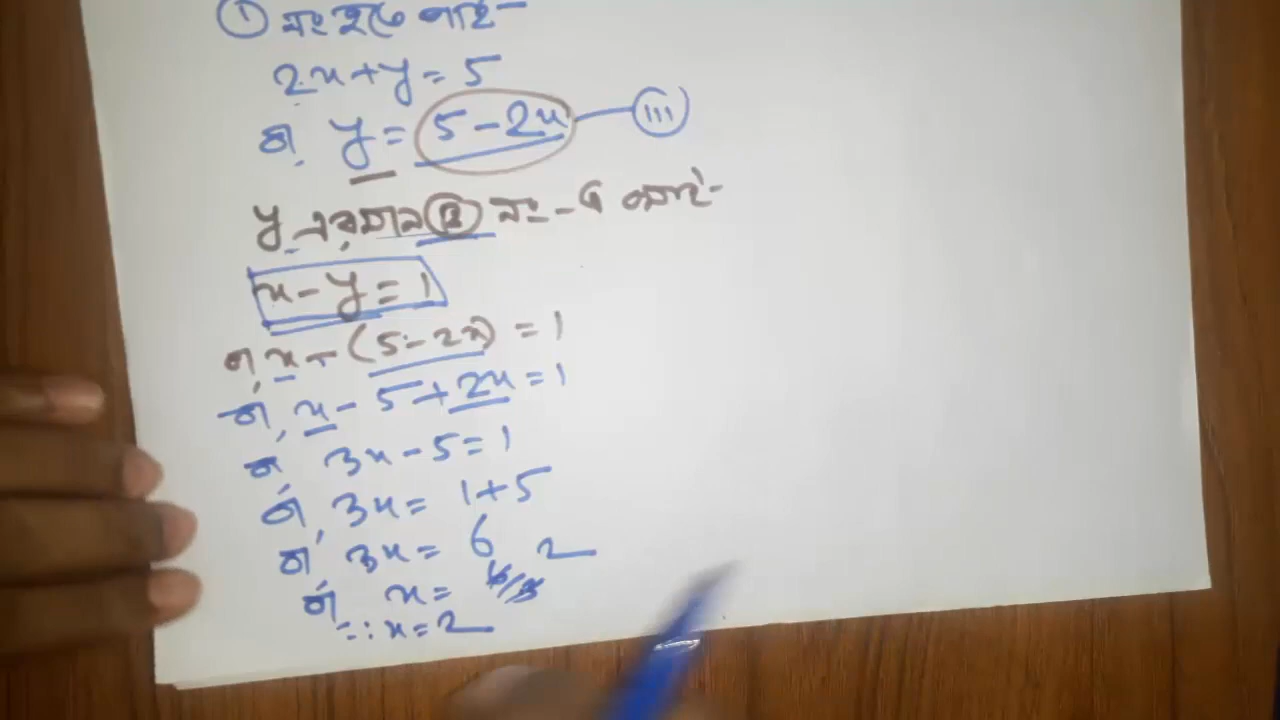 ① নং হতে পাই-
2x+y=5
বা, y= 5-2x —(iii)
y এর মান (ii) নং-এ বসাই-
x-y=1
বা, x-(5-2x)=1
বা, x-5+2x=1
বা, 3x-5=1
বা, 3x=1+5
বা, 3x=6
বা, x=6/3 2
∴x=2